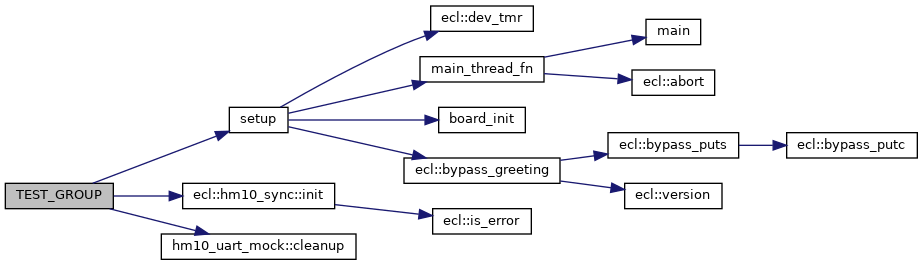 TEST_GROUP
setup
ecl::hm10_sync::init
hm10_uart_mock::cleanup
ecl::dev_tmr
main_thread_fn
board_init
ecl::bypass_greeting
ecl::is_error
main
ecl::abort
ecl::bypass_puts
ecl::version
ecl::bypass_putc